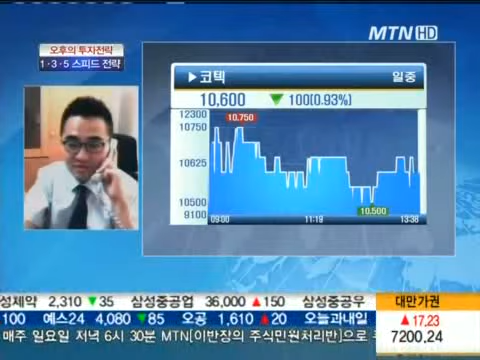 오후의 투자전략
1·3·5 스피드 전략
MTN HD
▶코텍
일중
10,600 ▼ 100[0.93%]
12300
10750
10625
10500
9100
10,750
10,500
09:00 11:19 13:38
성제약 2,310 ▼35 삼성중공업 36,000 ▲150 삼성중공우
100 예스24 4,080 ▼85 오공 1,610 ▲20 오늘과내일
매주 일요일 저녁 6시 30분 MTN[이반장의 주식민원처리반]으로
대만가권
▲17.23
7200.24